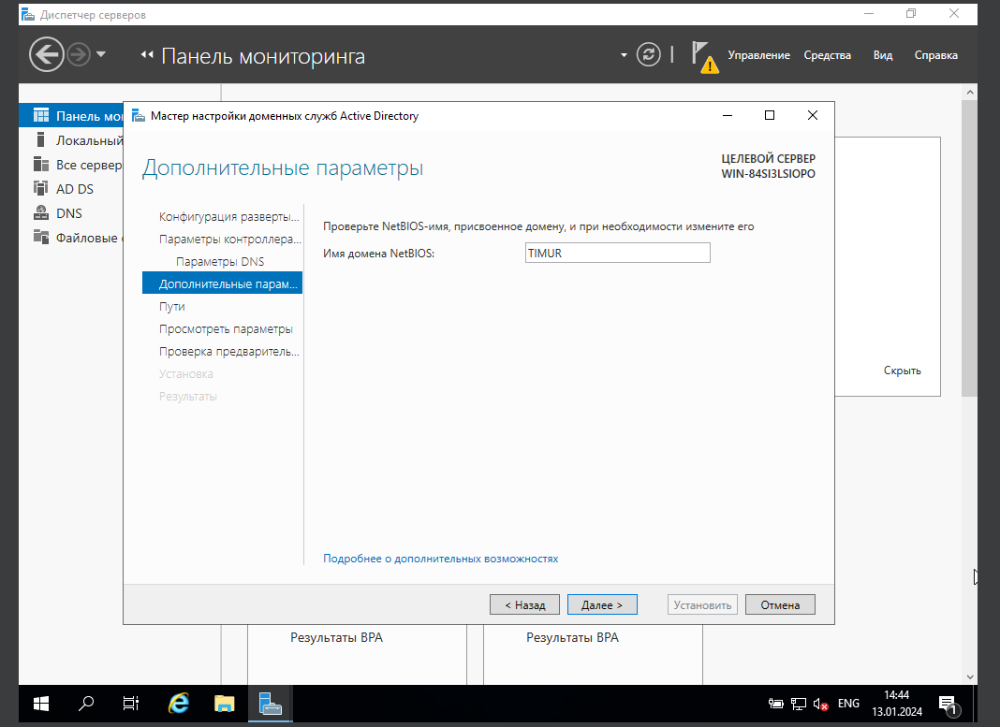 Диспетчер серверов
Панель мониторинга
Управление Средства Вид Справка
Панель мо
Локальный
Все сервер
AD DS
DNS
Файловые
Мастер настройки доменных служб Active Directory
Дополнительные параметры
ЦЕЛЕВОЙ СЕРВЕР
WIN-84SI3LSIOPO
Конфигурация разверты...
Параметры контроллера...
Параметры DNS
Дополнительные парам...
Пути
Просмотреть параметры
Проверка предваритель...
Установка
Результаты
Проверьте NetBIOS-имя, присвоенное домену, и при необходимости измените его
Имя домена NetBIOS: TIMUR
Подробнее о дополнительных возможностях
Скрыть
< Назад Далее > Установить Отмена
Результаты BPA Результаты BPA
ENG
14:44
13.01.2024
1